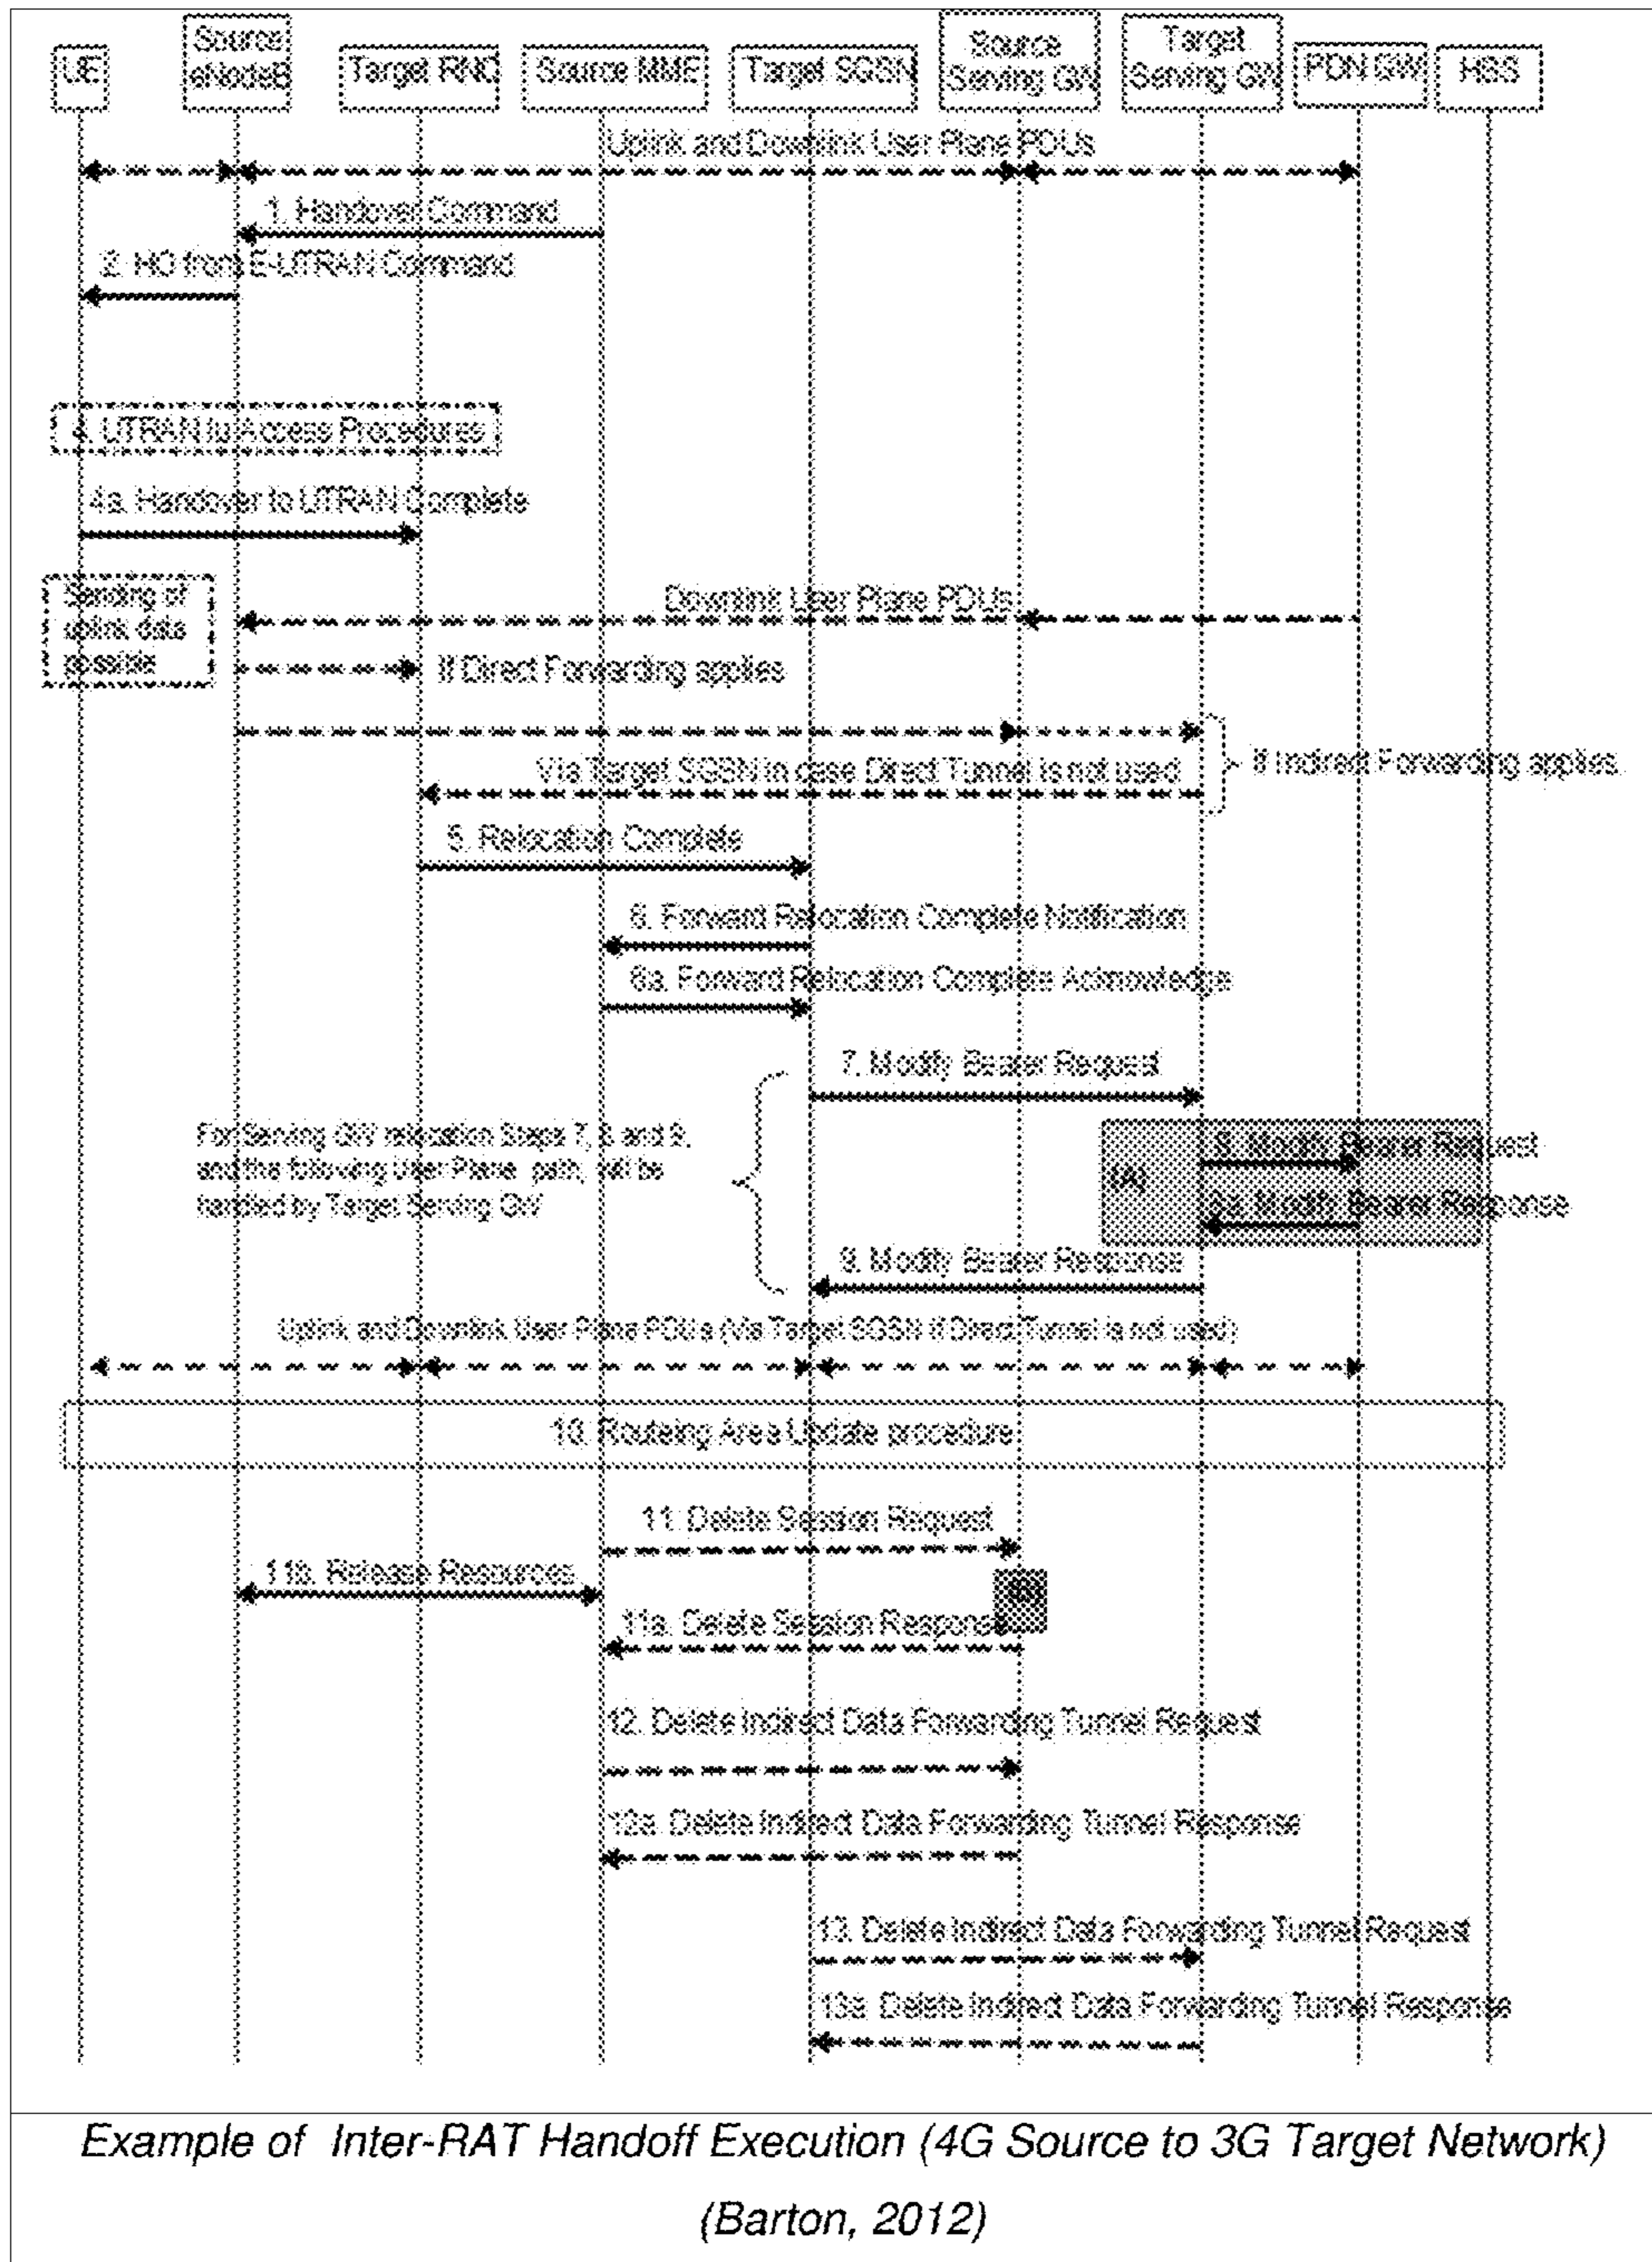 UE
Source
eNodeB
Target RNC
Source MME
Target SGSN
Source
Serving GW
Target
Serving GW
PDN GW
HSS
Uplink and Downlink User Plane PDUs
1. Handover Command
2. HO from E-UTRAN Command
4. UTRAN Iu Access Procedures
4a. Handover to UTRAN Complete
Sending of
uplink data
possible
Downlink User Plane PDUs
If Direct Forwarding applies
Via Target SGSN in case Direct Tunnel is not used
If Indirect Forwarding applies
5. Relocation Complete
6. Forward Relocation Complete Notification
6a. Forward Relocation Complete Acknowledge
7. Modify Bearer Request
For Serving GW relocation Steps 7, 8 and 9,
and the following User Plane path, will be
handled by Target Serving GW
(A)
8. Modify Bearer Request
Modify Bearer Response
9. Modify Bearer Response
Uplink and Downlink User Plane PDUs (Via Target SGSN if Direct Tunnel is not used)
10. Routeing Area Update procedure
11. Delete Session Request
11b. Release Resources
11a. Delete Session Response
12. Delete Indirect Data Forwarding Tunnel Request
12a. Delete Indirect Data Forwarding Tunnel Response
13. Delete Indirect Data Forwarding Tunnel Request
13a. Delete Indirect Data Forwarding Tunnel Response
Example of Inter-RAT Handoff Execution (4G Source to 3G Target Network)
(Barton, 2012)